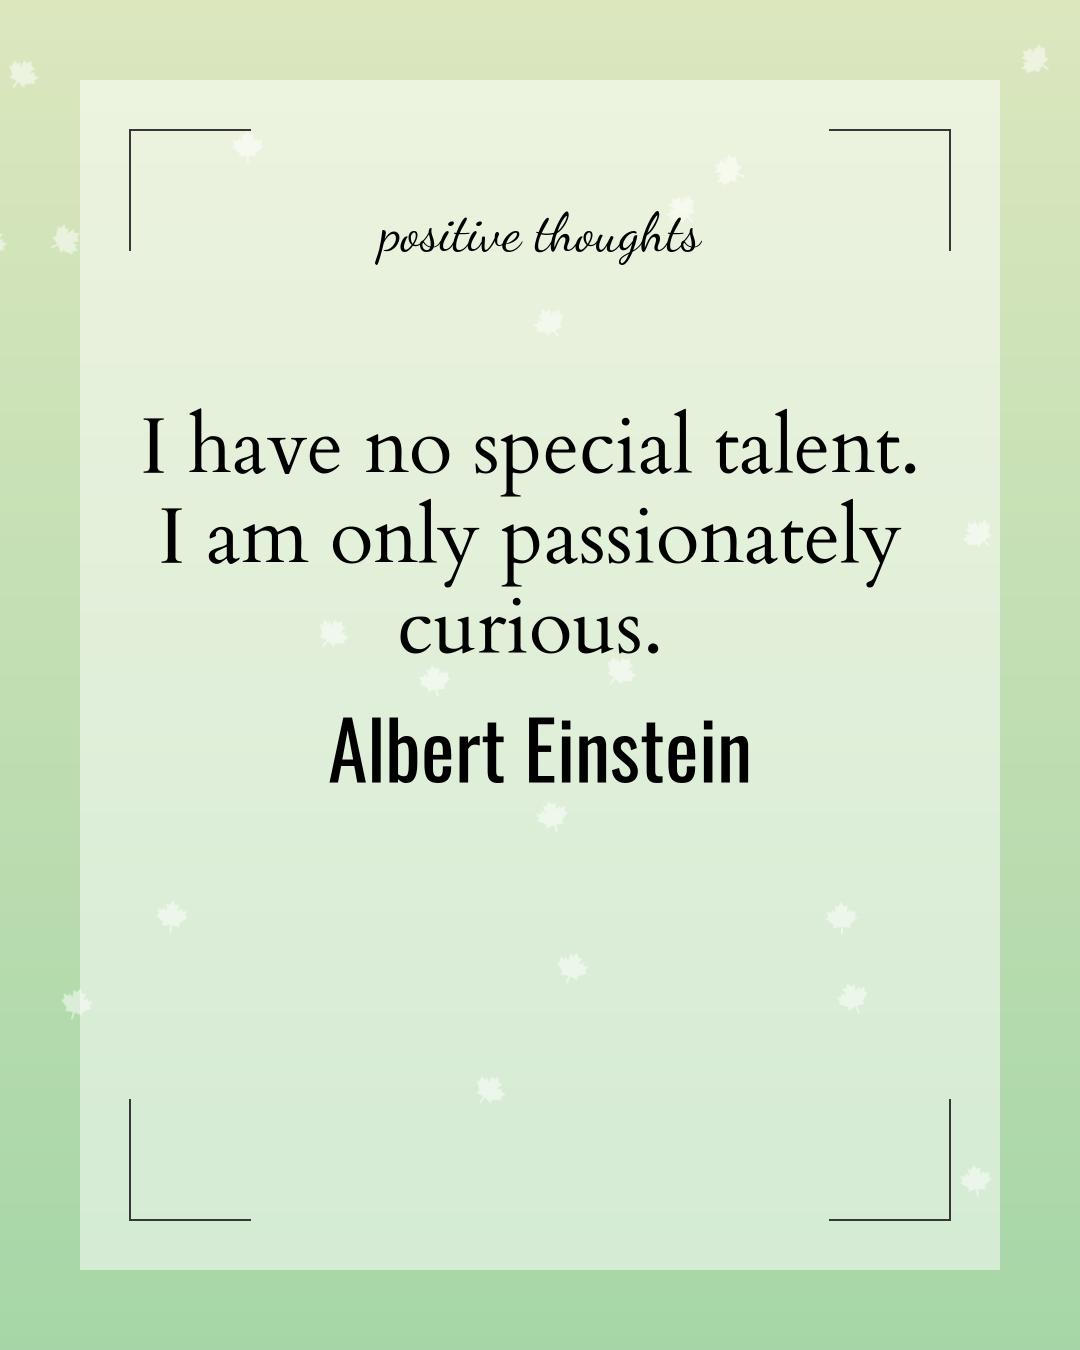 positive thoughts
I have no special talent.
I am only passionately
curious.
Albert Einstein